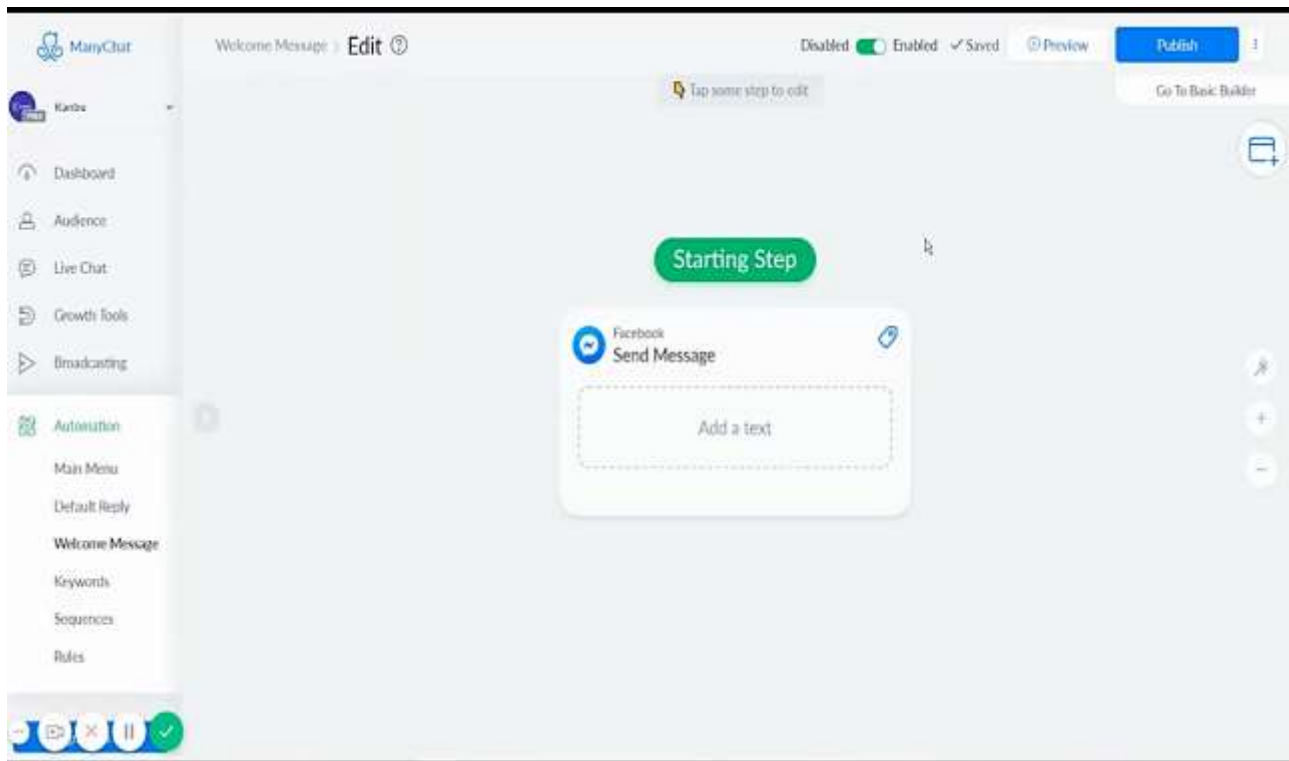 ManyChat
Welcome Message › Edit
Disabled Enabled ✓ Saved Preview Publish
Tap some step to edit
Go To Basic Builder
Dashboard
Audience
Live Chat
Growth Tools
Broadcasting
Automation
Main Menu
Default Reply
Welcome Message
Keywords
Sequences
Rules
Starting Step
Facebook
Send Message
Add a text